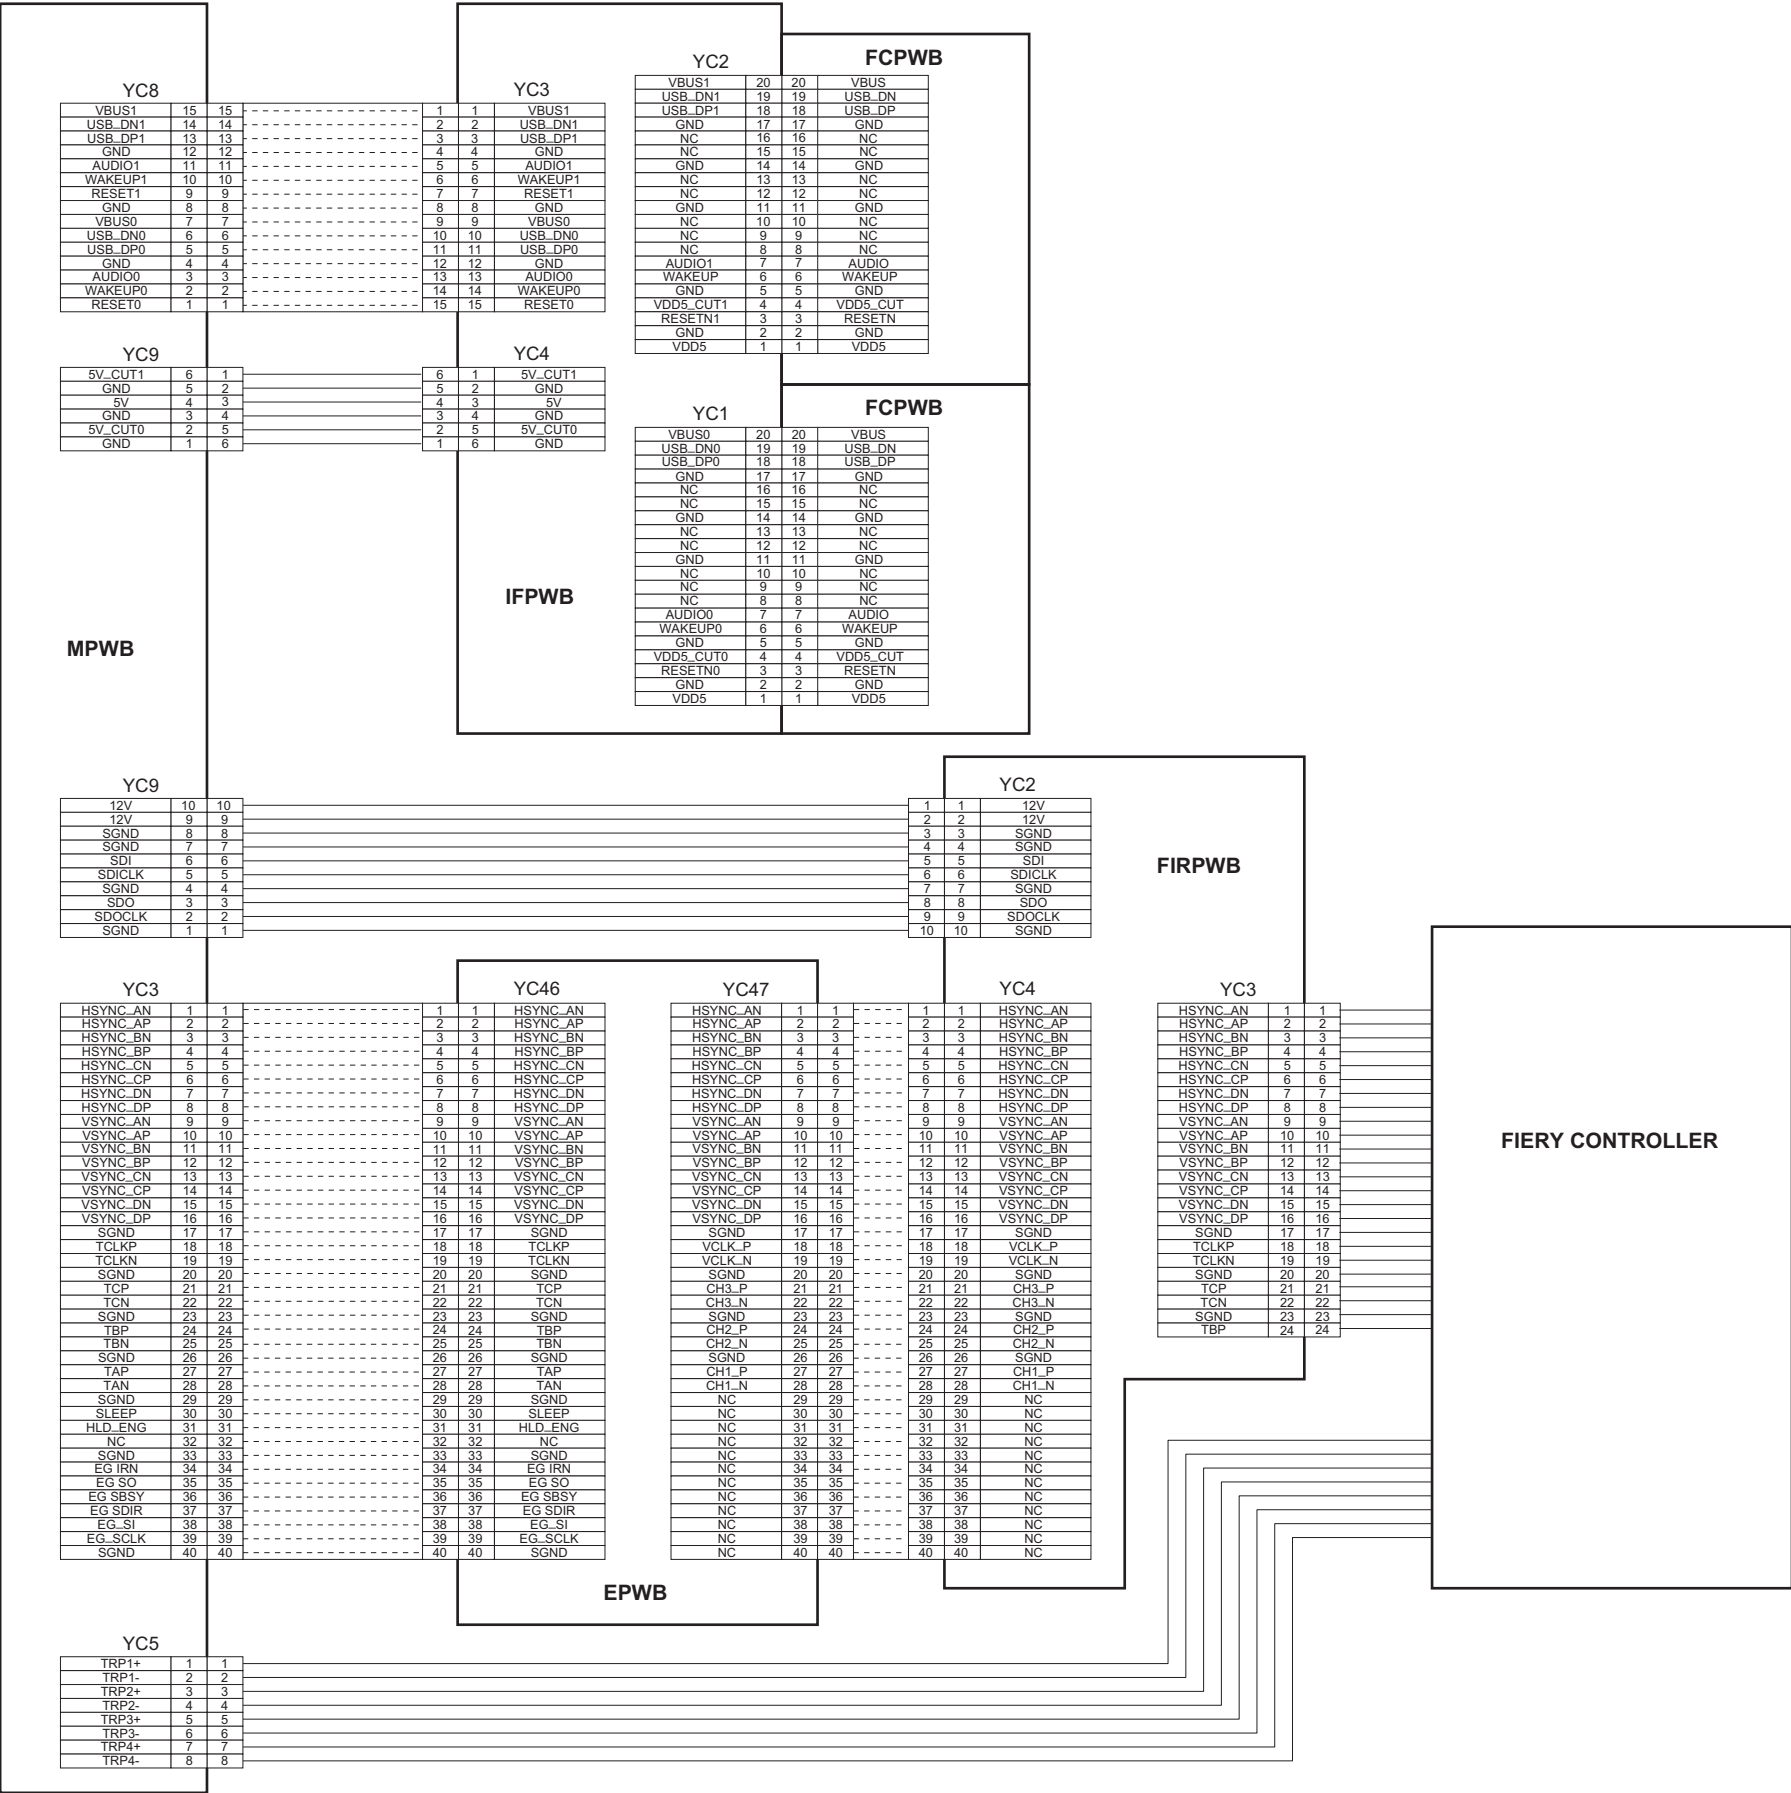 YC8
VBUS1 15 15
USB_DN1 14 14
USB_DP1 13 13
GND 12 12
AUDIO1 11 11
WAKEUP1 10 10
RESET1 9 9
GND 8 8
VBUS0 7 7
USB_DN0 6 6
USB_DP0 5 5
GND 4 4
AUDIO0 3 3
WAKEUP0 2 2
RESET0 1 1
YC3
1 1 VBUS1
2 2 USB_DN1
3 3 USB_DP1
4 4 GND
5 5 AUDIO1
6 6 WAKEUP1
7 7 RESET1
8 8 GND
9 9 VBUS0
10 10 USB_DN0
11 11 USB_DP0
12 12 GND
13 13 AUDIO0
14 14 WAKEUP0
15 15 RESET0
YC2
FCPWB
VBUS1 20 20 VBUS
USB_DN1 19 19 USB_DN
USB_DP1 18 18 USB_DP
GND 17 17 GND
NC 16 16 NC
NC 15 15 NC
GND 14 14 GND
NC 13 13 NC
NC 12 12 NC
GND 11 11 GND
NC 10 10 NC
NC 9 9 NC
NC 8 8 NC
AUDIO1 7 7 AUDIO
WAKEUP 6 6 WAKEUP
GND 5 5 GND
VDD5_CUT1 4 4 VDD5_CUT
RESETN1 3 3 RESETN
GND 2 2 GND
VDD5 1 1 VDD5
YC9
5V_CUT1 6 1
GND 5 2
5V 4 3
GND 3 4
5V_CUT0 2 5
GND 1 6
YC4
6 1 5V_CUT1
5 2 GND
4 3 5V
3 4 GND
2 5 5V_CUT0
1 6 GND
YC1
FCPWB
VBUS0 20 20 VBUS
USB_DN0 19 19 USB_DN
USB_DP0 18 18 USB_DP
GND 17 17 GND
NC 16 16 NC
NC 15 15 NC
GND 14 14 GND
NC 13 13 NC
NC 12 12 NC
GND 11 11 GND
NC 10 10 NC
NC 9 9 NC
NC 8 8 NC
AUDIO0 7 7 AUDIO
WAKEUP0 6 6 WAKEUP
GND 5 5 GND
VDD5_CUT0 4 4 VDD5_CUT
RESETN0 3 3 RESETN
GND 2 2 GND
VDD5 1 1 VDD5
IFPWB
MPWB
YC9
12V 10 10
12V 9 9
SGND 8 8
SGND 7 7
SDI 6 6
SDICLK 5 5
SGND 4 4
SDO 3 3
SDOCLK 2 2
SGND 1 1
YC2
1 1 12V
2 2 12V
3 3 SGND
4 4 SGND
5 5 SDI
6 6 SDICLK
7 7 SGND
8 8 SDO
9 9 SDOCLK
10 10 SGND
FIRPWB
YC3
HSYNC_AN 1 1
HSYNC_AP 2 2
HSYNC_BN 3 3
HSYNC_BP 4 4
HSYNC_CN 5 5
HSYNC_CP 6 6
HSYNC_DN 7 7
HSYNC_DP 8 8
VSYNC_AN 9 9
VSYNC_AP 10 10
VSYNC_BN 11 11
VSYNC_BP 12 12
VSYNC_CN 13 13
VSYNC_CP 14 14
VSYNC_DN 15 15
VSYNC_DP 16 16
SGND 17 17
TCLKP 18 18
TCLKN 19 19
SGND 20 20
TCP 21 21
TCN 22 22
SGND 23 23
TBP 24 24
TBN 25 25
SGND 26 26
TAP 27 27
TAN 28 28
SGND 29 29
SLEEP 30 30
HLD_ENG 31 31
NC 32 32
SGND 33 33
EG IRN 34 34
EG SO 35 35
EG SBSY 36 36
EG SDIR 37 37
EG_SI 38 38
EG_SCLK 39 39
SGND 40 40
YC46
1 1 HSYNC_AN
2 2 HSYNC_AP
3 3 HSYNC_BN
4 4 HSYNC_BP
5 5 HSYNC_CN
6 6 HSYNC_CP
7 7 HSYNC_DN
8 8 HSYNC_DP
9 9 VSYNC_AN
10 10 VSYNC_AP
11 11 VSYNC_BN
12 12 VSYNC_BP
13 13 VSYNC_CN
14 14 VSYNC_CP
15 15 VSYNC_DN
16 16 VSYNC_DP
17 17 SGND
18 18 TCLKP
19 19 TCLKN
20 20 SGND
21 21 TCP
22 22 TCN
23 23 SGND
24 24 TBP
25 25 TBN
26 26 SGND
27 27 TAP
28 28 TAN
29 29 SGND
30 30 SLEEP
31 31 HLD_ENG
32 32 NC
33 33 SGND
34 34 EG IRN
35 35 EG SO
36 36 EG SBSY
37 37 EG SDIR
38 38 EG_SI
39 39 EG_SCLK
40 40 SGND
YC47
HSYNC_AN 1 1
HSYNC_AP 2 2
HSYNC_BN 3 3
HSYNC_BP 4 4
HSYNC_CN 5 5
HSYNC_CP 6 6
HSYNC_DN 7 7
HSYNC_DP 8 8
VSYNC_AN 9 9
VSYNC_AP 10 10
VSYNC_BN 11 11
VSYNC_BP 12 12
VSYNC_CN 13 13
VSYNC_CP 14 14
VSYNC_DN 15 15
VSYNC_DP 16 16
SGND 17 17
VCLK_P 18 18
VCLK_N 19 19
SGND 20 20
CH3_P 21 21
CH3_N 22 22
SGND 23 23
CH2_P 24 24
CH2_N 25 25
SGND 26 26
CH1_P 27 27
CH1_N 28 28
NC 29 29
NC 30 30
NC 31 31
NC 32 32
NC 33 33
NC 34 34
NC 35 35
NC 36 36
NC 37 37
NC 38 38
NC 39 39
NC 40 40
YC4
1 1 HSYNC_AN
2 2 HSYNC_AP
3 3 HSYNC_BN
4 4 HSYNC_BP
5 5 HSYNC_CN
6 6 HSYNC_CP
7 7 HSYNC_DN
8 8 HSYNC_DP
9 9 VSYNC_AN
10 10 VSYNC_AP
11 11 VSYNC_BN
12 12 VSYNC_BP
13 13 VSYNC_CN
14 14 VSYNC_CP
15 15 VSYNC_DN
16 16 VSYNC_DP
17 17 SGND
18 18 VCLK_P
19 19 VCLK_N
20 20 SGND
21 21 CH3_P
22 22 CH3_N
23 23 SGND
24 24 CH2_P
25 25 CH2_N
26 26 SGND
27 27 CH1_P
28 28 CH1_N
29 29 NC
30 30 NC
31 31 NC
32 32 NC
33 33 NC
34 34 NC
35 35 NC
36 36 NC
37 37 NC
38 38 NC
39 39 NC
40 40 NC
YC3
HSYNC_AN 1 1
HSYNC_AP 2 2
HSYNC_BN 3 3
HSYNC_BP 4 4
HSYNC_CN 5 5
HSYNC_CP 6 6
HSYNC_DN 7 7
HSYNC_DP 8 8
VSYNC_AN 9 9
VSYNC_AP 10 10
VSYNC_BN 11 11
VSYNC_BP 12 12
VSYNC_CN 13 13
VSYNC_CP 14 14
VSYNC_DN 15 15
VSYNC_DP 16 16
SGND 17 17
TCLKP 18 18
TCLKN 19 19
SGND 20 20
TCP 21 21
TCN 22 22
SGND 23 23
TBP 24 24
FIERY CONTROLLER
EPWB
YC5
TRP1+ 1 1
TRP1- 2 2
TRP2+ 3 3
TRP2- 4 4
TRP3+ 5 5
TRP3- 6 6
TRP4+ 7 7
TRP4- 8 8